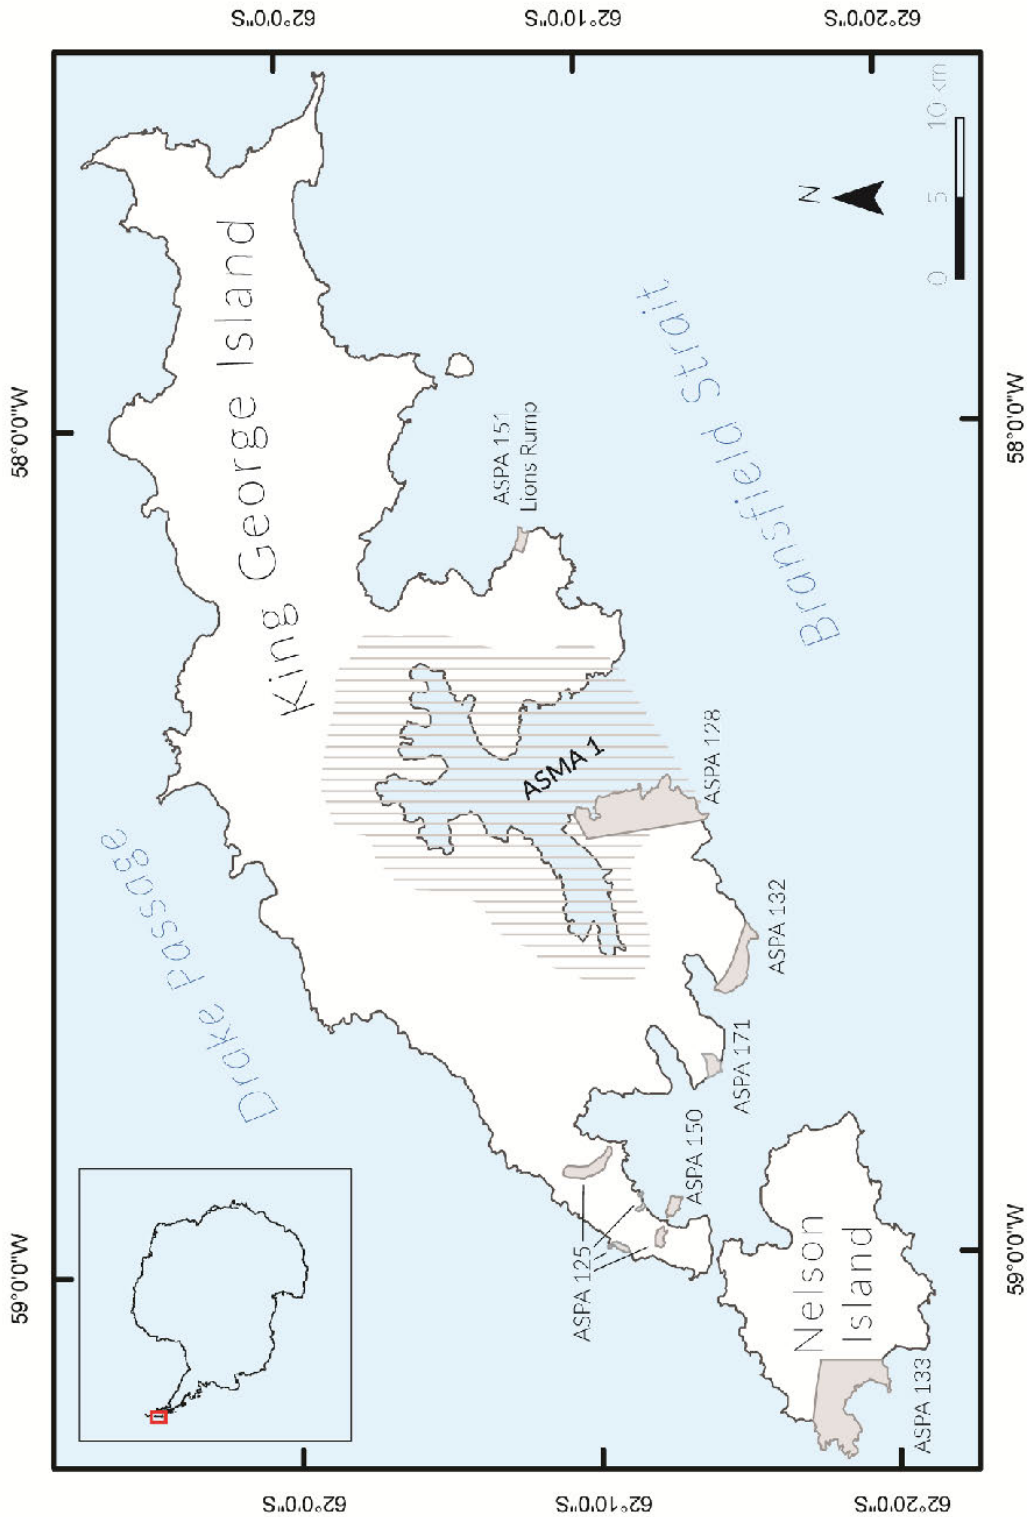 59°0'0"W
58°0'0"W
62°0'0"S
62°0'0"S
Drake Passage
King George Island
ASPA 151
Lions Rump
ASMA 1
62°10'0"S
62°10'0"S
ASPA 125
ASPA 150
ASPA 171
ASPA 132
ASPA 128
Bransfield Strait
N
Nelson
Island
ASPA 133
0 5 10 km
62°20'0"S
62°20'0"S
59°0'0"W
58°0'0"W